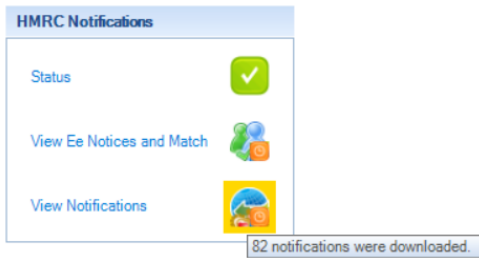 HMRC Notifications
Status
View Ee Notices and Match
View Notifications
82 notifications were downloaded.